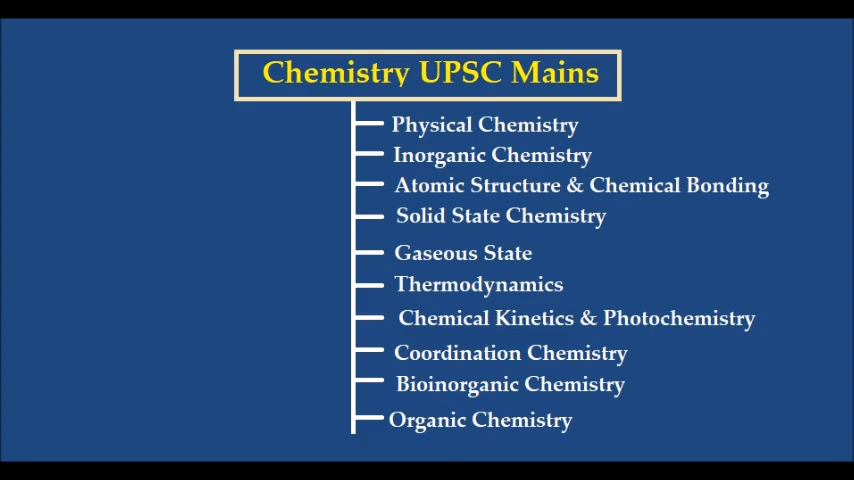 Chemistry UPSC Mains
Physical Chemistry
Inorganic Chemistry
Atomic Structure & Chemical Bonding
Solid State Chemistry
Gaseous State
Thermodynamics
Chemical Kinetics & Photochemistry
Coordination Chemistry
Bioinorganic Chemistry
Organic Chemistry